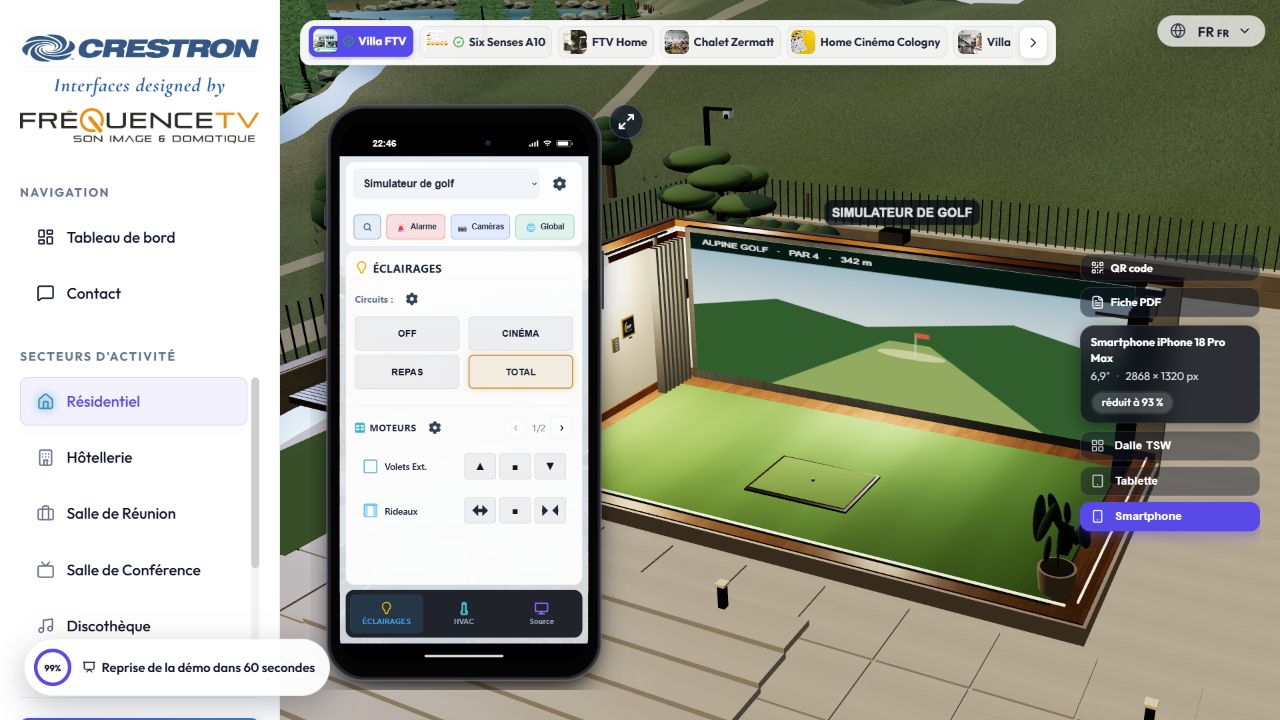 CRESTRON
Interfaces designed by
FRÉQUENCETV
SON IMAGE & DOMOTIQUE
NAVIGATION
Tableau de bord
Contact
SECTEURS D'ACTIVITÉ
Résidentiel
Hôtellerie
Salle de Réunion
Salle de Conférence
Discothèque
99%
Reprise de la démo dans 60 secondes
Villa FTV
Six Senses A10
FTV Home
Chalet Zermatt
Home Cinéma Cologny
Villa
FR FR
22:46
Simulateur de golf
Alarme
Caméras
Global
ÉCLAIRAGES
Circuits :
OFF
CINÉMA
REPAS
TOTAL
MOTEURS
1/2
Volets Ext.
Rideaux
ÉCLAIRAGES
HVAC
Source
SIMULATEUR DE GOLF
ALPINE GOLF - PAR 4 - 342 m
QR code
Fiche PDF
Smartphone iPhone 18 Pro
Max
6,9" · 2868 × 1320 px
réduit à 93 %
Dalle TSW
Tablette
Smartphone